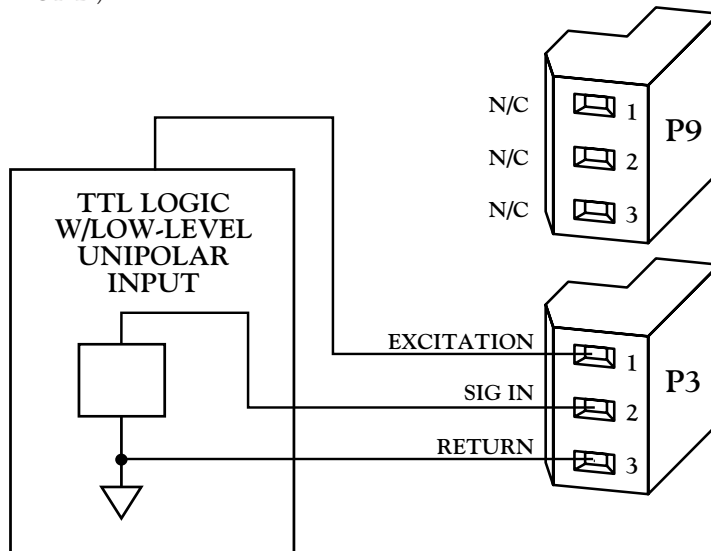 N/C
1
N/C
2
P9
N/C
3
TTL LOGIC
W/LOW-LEVEL
UNIPOLAR
INPUT
EXCITATION
1
SIG IN
2
P3
RETURN
3